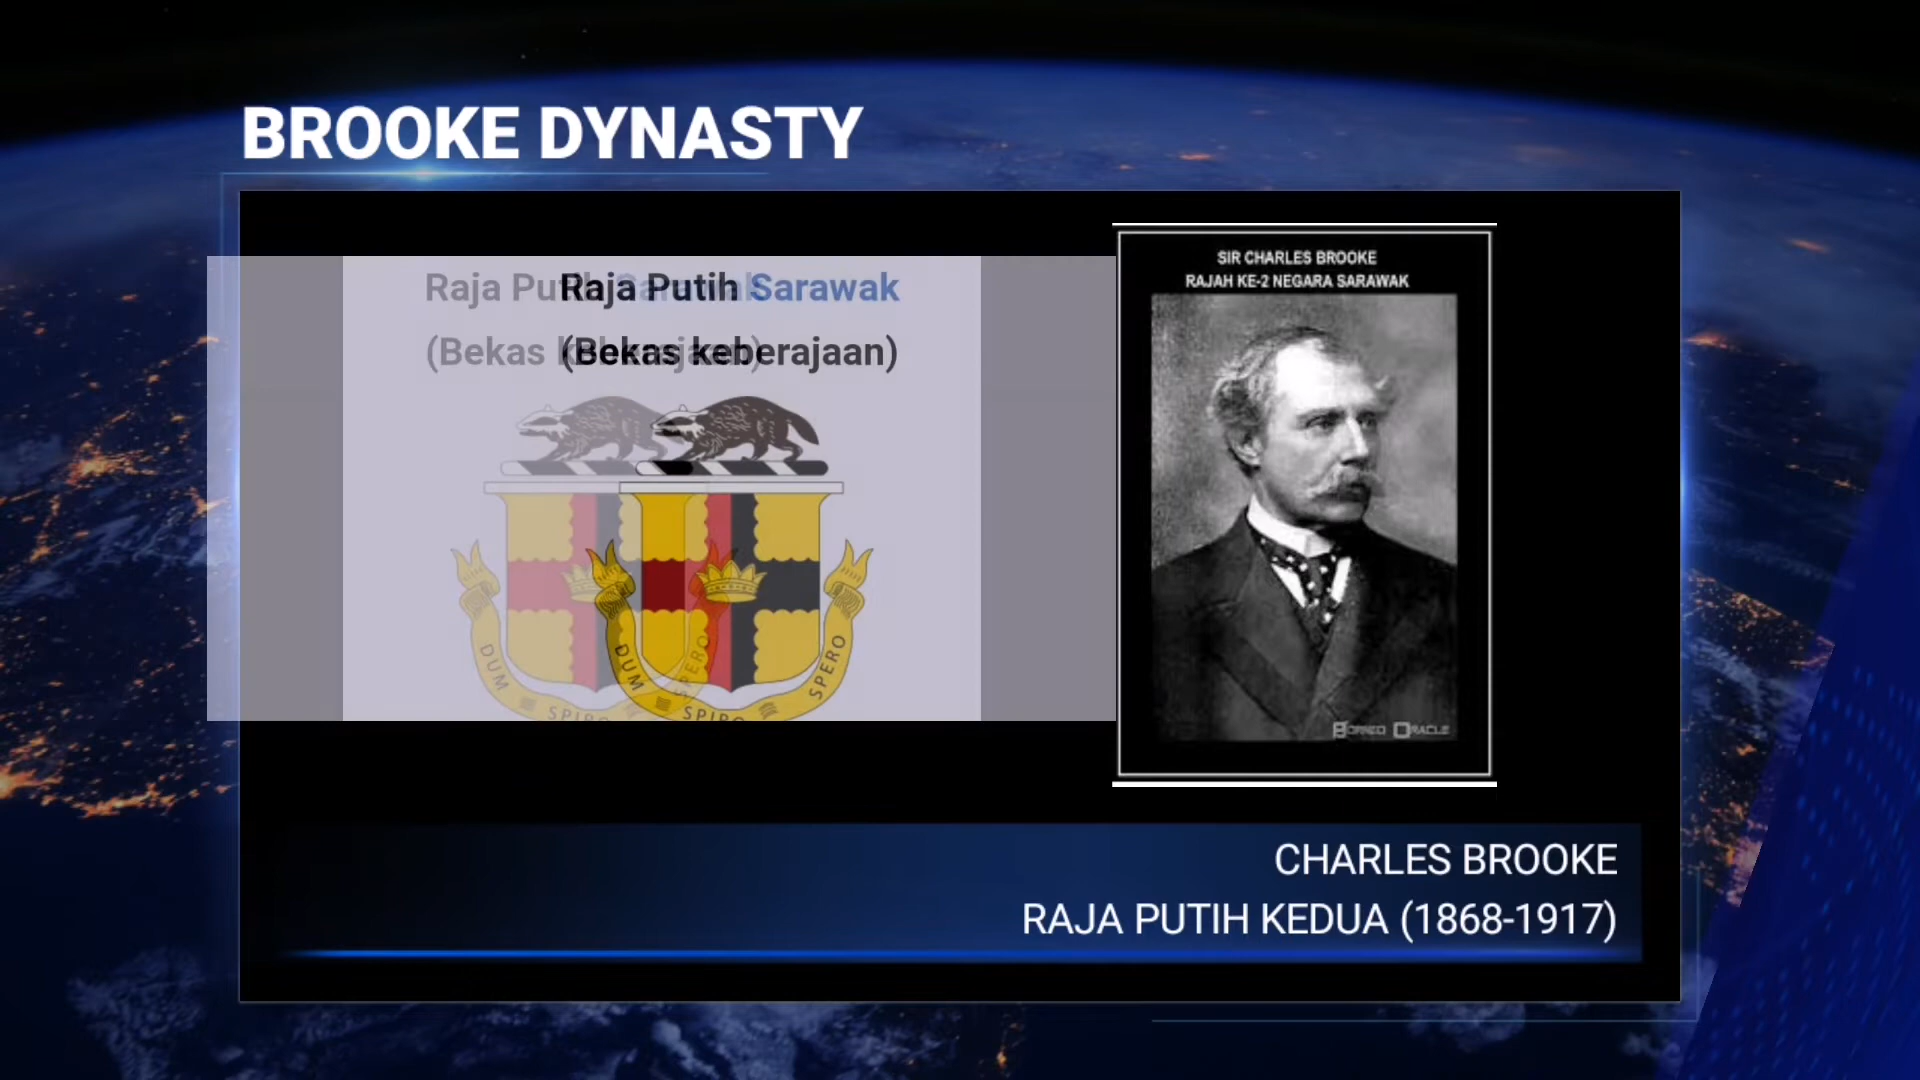 BROOKE DYNASTY
Raja Putih Sarawak
(Bekas keberajaan)
DUM SPIRO SPERO
SIR CHARLES BROOKE
RAJAH KE-2 NEGARA SARAWAK
BORNEO ORACLE
CHARLES BROOKE
RAJA PUTIH KEDUA (1868-1917)